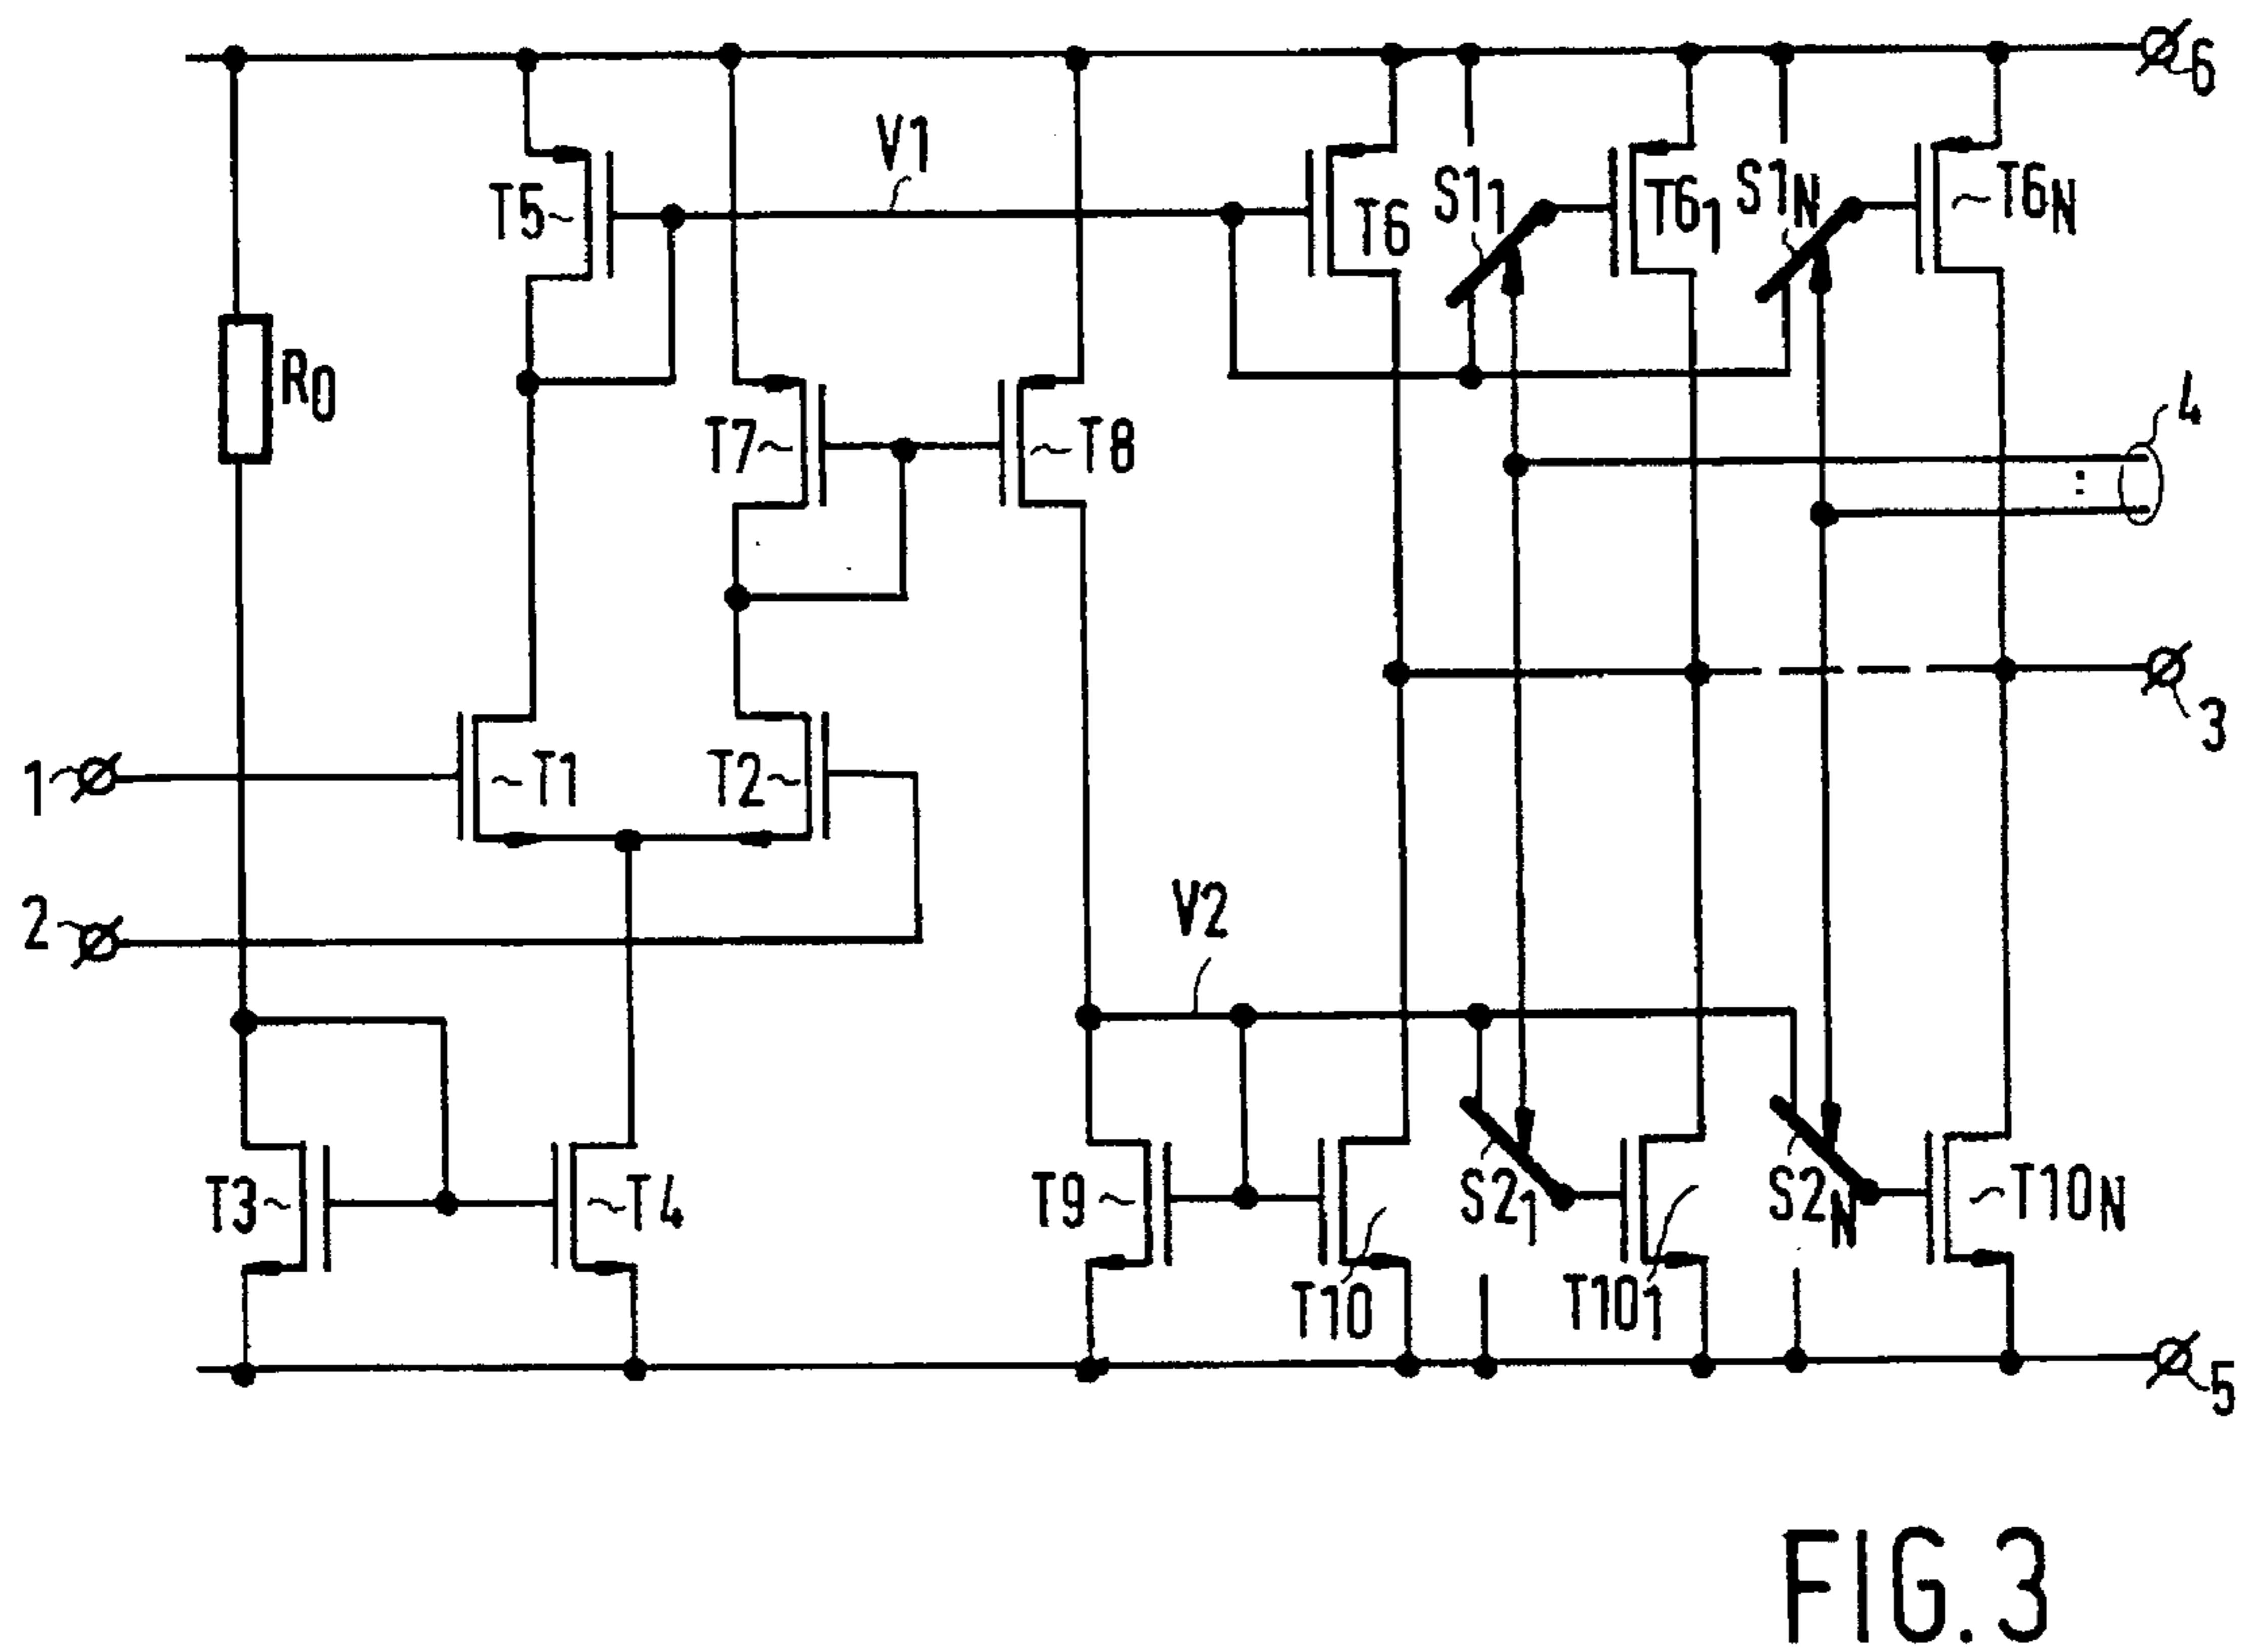 6
V1
T5
T6
S1₁
T6₁
S1N
T6N
R0
4
T7
T8
3
1
T1
T2
2
V2
T3
T4
T9
T10
S2₁
T10₁
S2N
T10N
5
FIG. 3